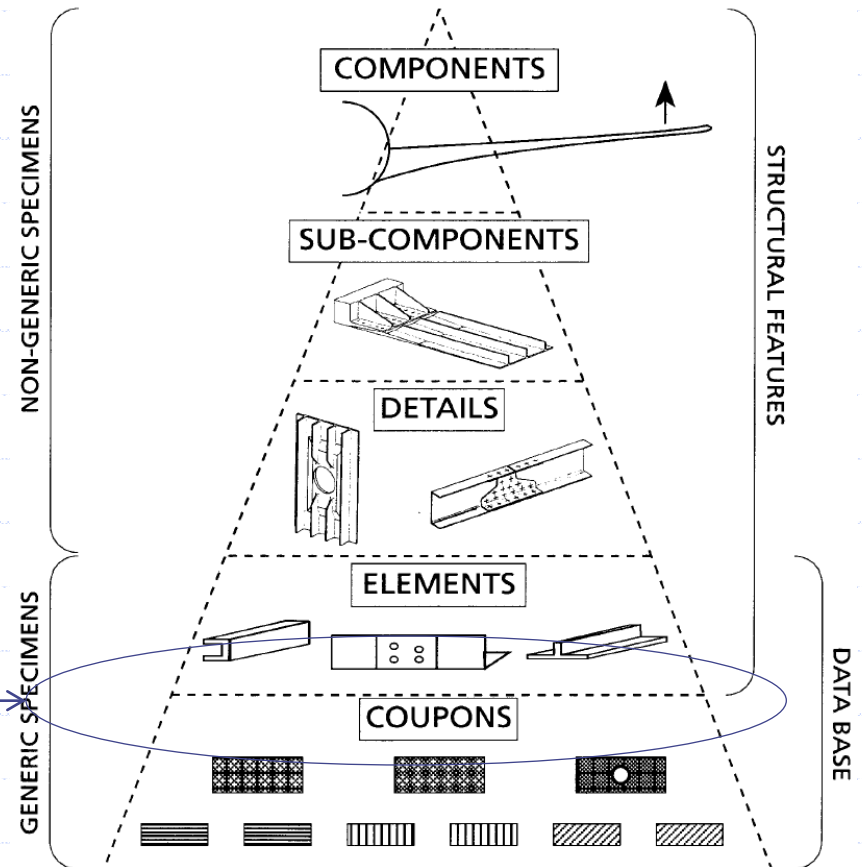 COMPONENTS
NON-GENERIC SPECIMENS
STRUCTURAL FEATURES
SUB-COMPONENTS
DETAILS
ELEMENTS
GENERIC SPECIMENS
DATA BASE
COUPONS